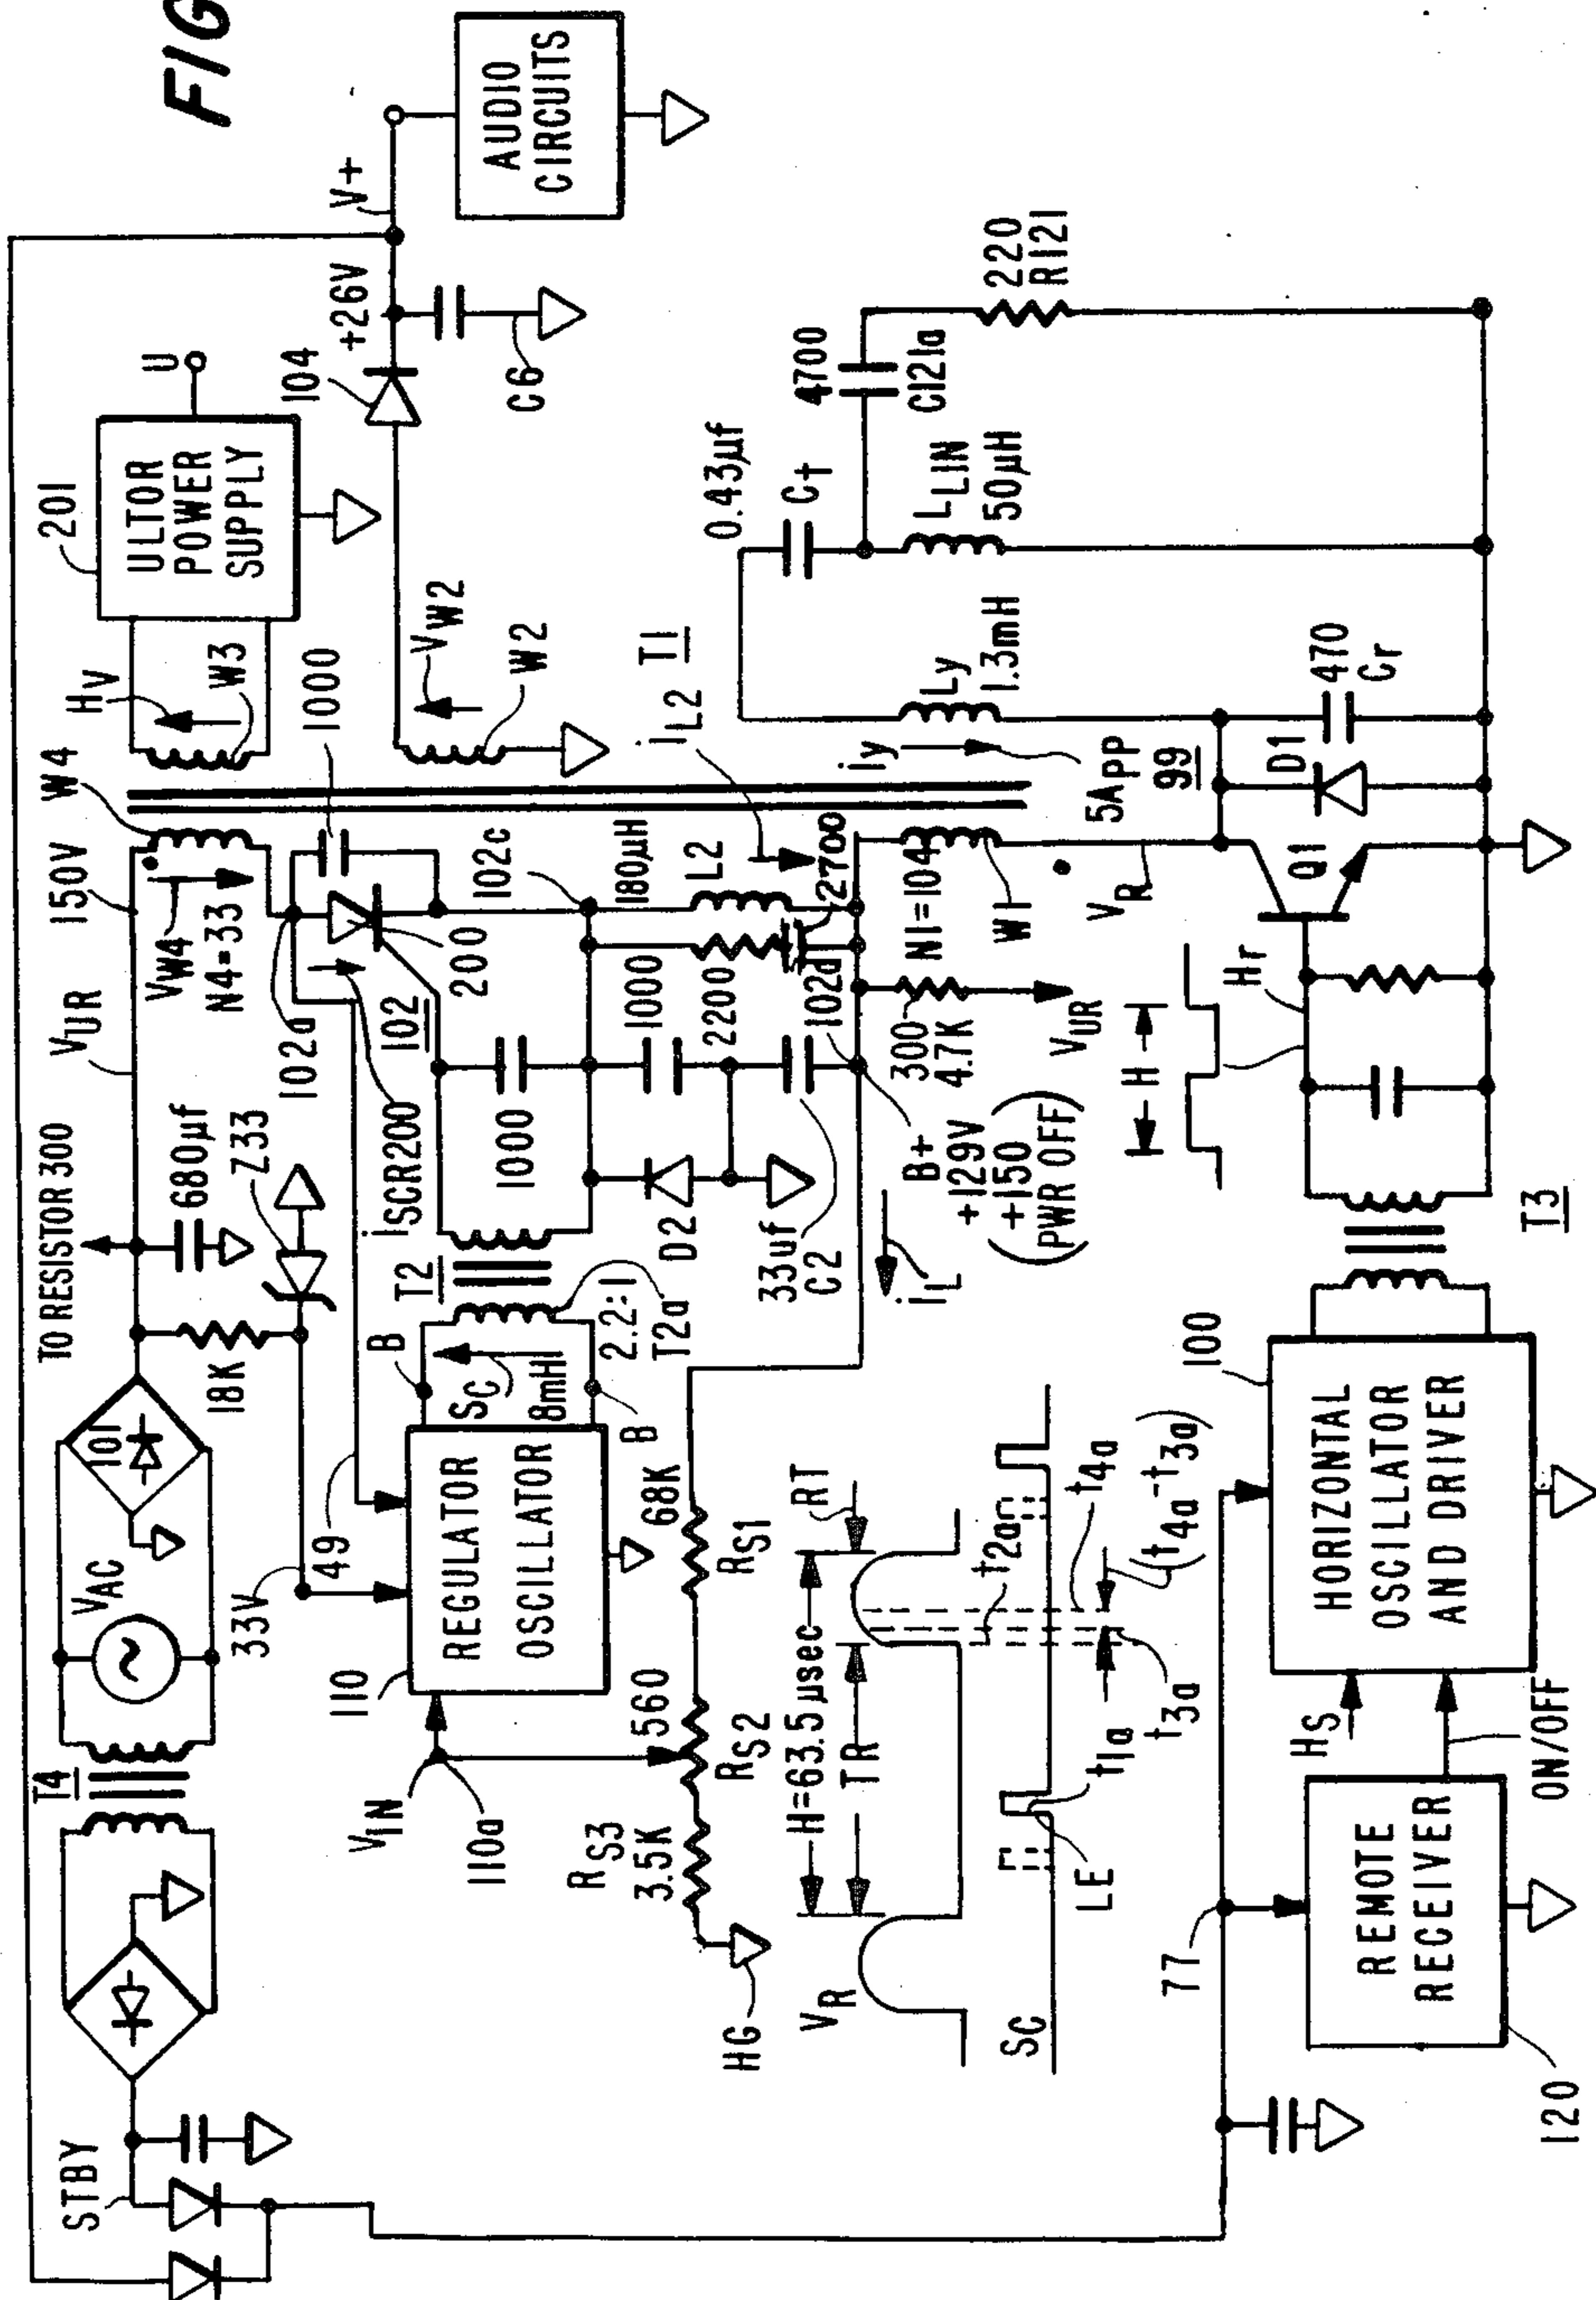 FIG
TO RESISTOR 300
VUR
150V
W4
HV
201
ULTOR
POWER
SUPPLY
U
W3
VW4
N4=33
1000
104
+26V
V+
AUDIO
CIRCUITS
C6
VW2
W2
T1
iL2
STBY
T4
VAC
101
18K
680µf
Z33
33V
49
102a
iSCR200
102
200
102c
180µH
L2
2700
1000
1000
2200
102d
D2
33uf
C2
110
REGULATOR
OSCILLATOR
B
B
SC
8mH
T2
2.2:1
T2a
VIN
110a
RS3
3.5K
RS2
560
RS1
68K
HG
iL
B+
+129V
(+150
PWR OFF)
300
4.7K
VUR
N1=104
W1
VR
iy
5APP
99
Ly
1.3mH
0.43µf
Ct
LLIN
50µH
4700
C121a
220
R121
Q1
D1
470
Cr
H
Hr
T3
VR
H=63.5µsec
TR
RT
SC
LE
t1a
t2a
t3a
t4a
(t4a-t3a)
77
REMOTE
RECEIVER
120
ON/OFF
HS
100
HORIZONTAL
OSCILLATOR
AND DRIVER